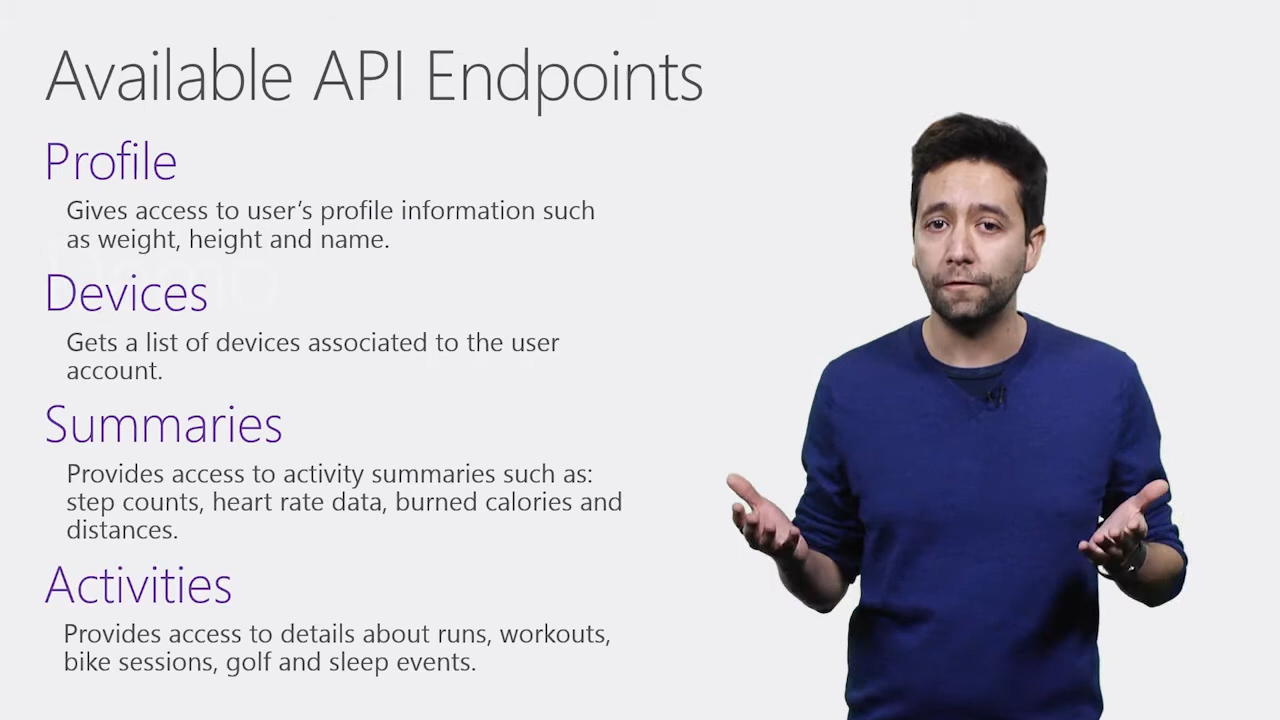 Available API Endpoints
Profile
Gives access to user’s profile information such
as weight, height and name.
Devices
Gets a list of devices associated to the user
account.
Summaries
Provides access to activity summaries such as:
step counts, heart rate data, burned calories and
distances.
Activities
Provides access to details about runs, workouts,
bike sessions, golf and sleep events.